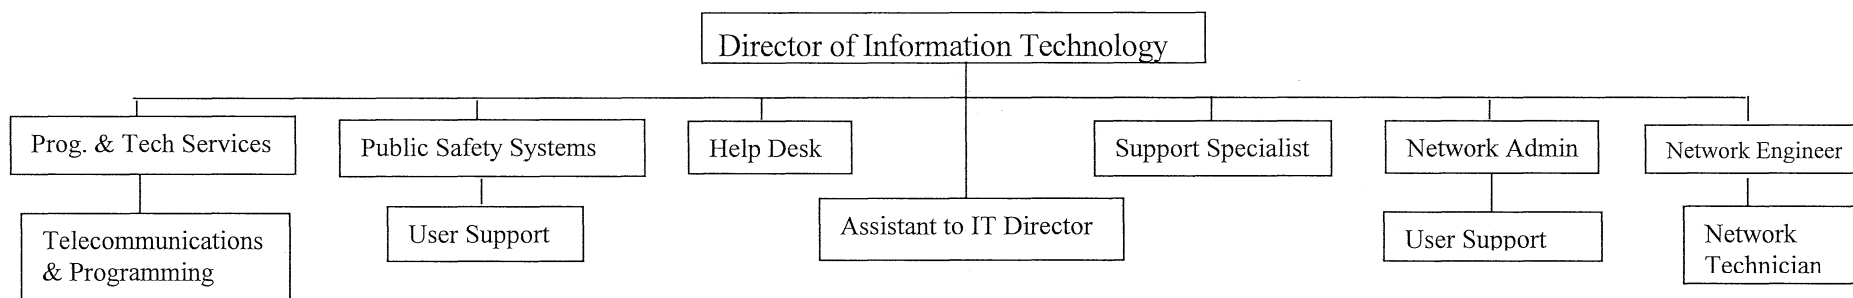 Director of Information Technology
Prog. & Tech Services
Public Safety Systems
Help Desk
Support Specialist
Network Admin
Network Engineer
Telecommunications
& Programming
User Support
Assistant to IT Director
User Support
Network
Technician